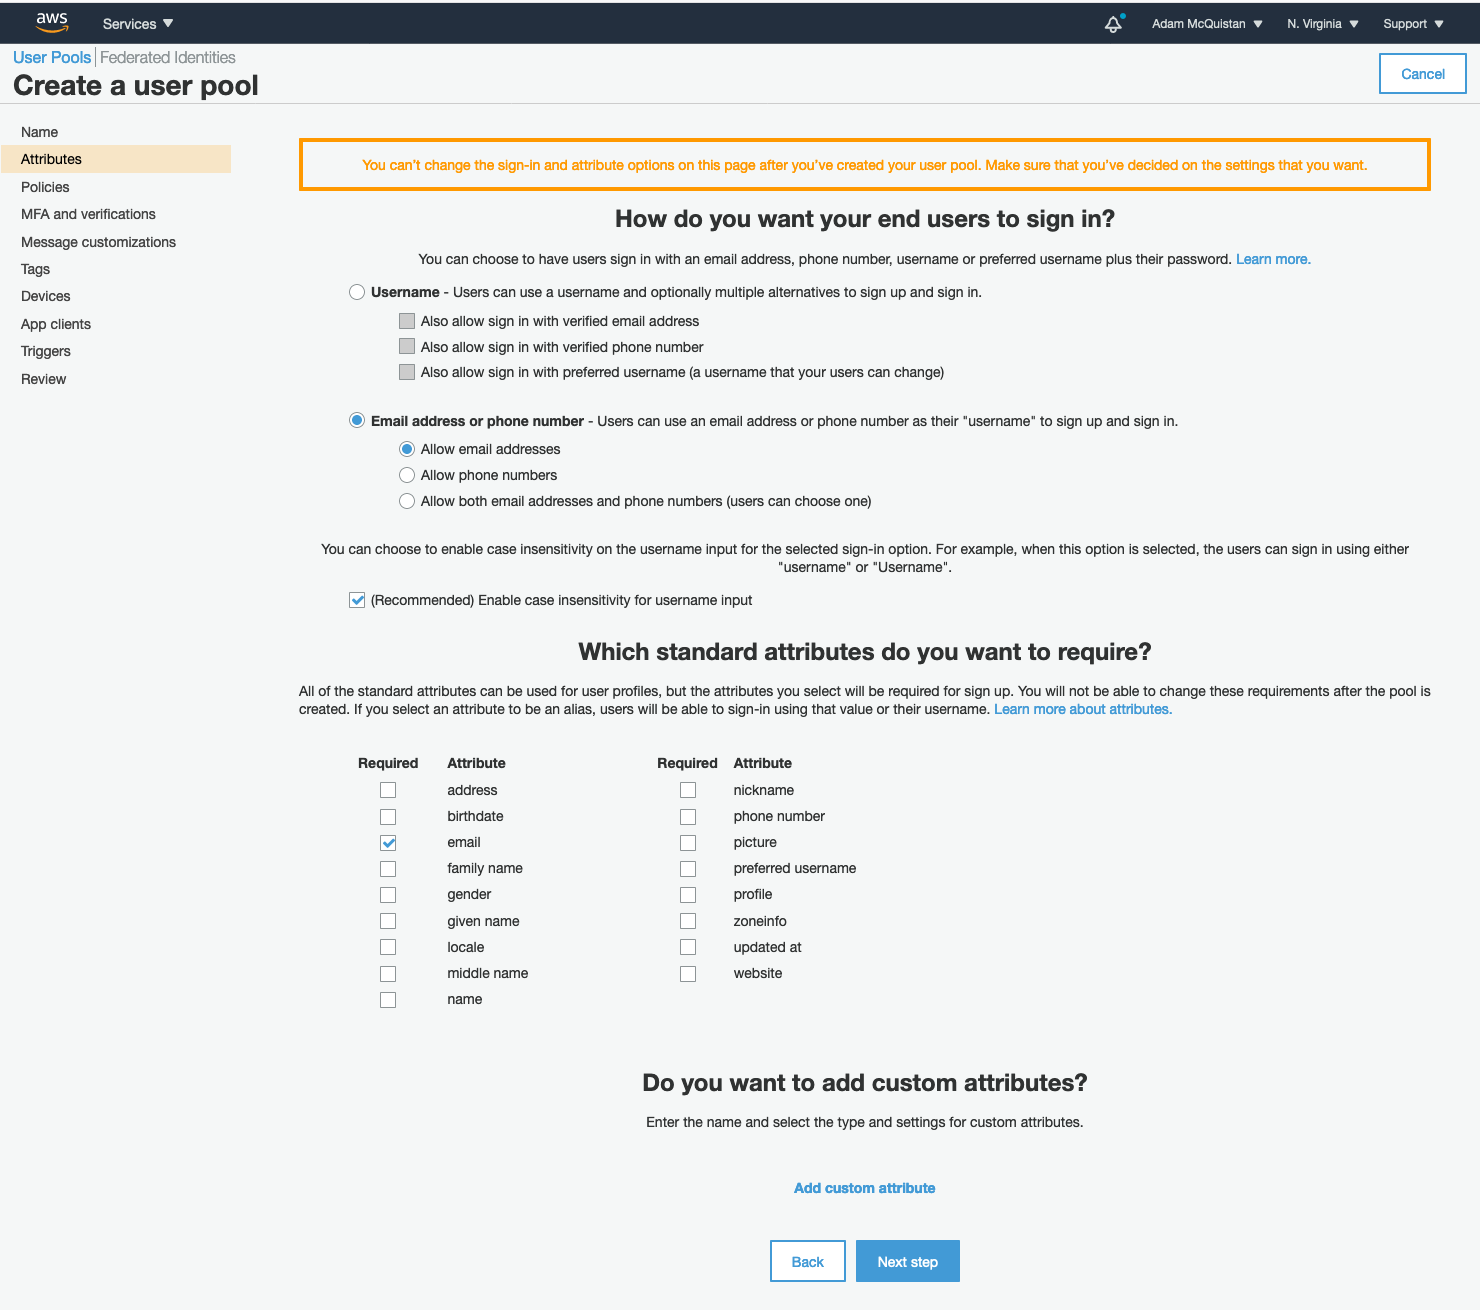 aws
Services
Adam McQuistan
N. Virginia
Support
User Pools | Federated Identities
Create a user pool
Cancel
Name
Attributes
Policies
MFA and verifications
Message customizations
Tags
Devices
App clients
Triggers
Review
You can't change the sign-in and attribute options on this page after you've created your user pool. Make sure that you've decided on the settings that you want.
How do you want your end users to sign in?
You can choose to have users sign in with an email address, phone number, username or preferred username plus their password. Learn more.
Username - Users can use a username and optionally multiple alternatives to sign up and sign in.
Also allow sign in with verified email address
Also allow sign in with verified phone number
Also allow sign in with preferred username (a username that your users can change)
Email address or phone number - Users can use an email address or phone number as their "username" to sign up and sign in.
Allow email addresses
Allow phone numbers
Allow both email addresses and phone numbers (users can choose one)
You can choose to enable case insensitivity on the username input for the selected sign-in option. For example, when this option is selected, the users can sign in using either
"username" or "Username".
(Recommended) Enable case insensitivity for username input
Which standard attributes do you want to require?
All of the standard attributes can be used for user profiles, but the attributes you select will be required for sign up. You will not be able to change these requirements after the pool is
created. If you select an attribute to be an alias, users will be able to sign-in using that value or their username. Learn more about attributes.
Required Attribute
address
birthdate
email
family name
gender
given name
locale
middle name
name
Required Attribute
nickname
phone number
picture
preferred username
profile
zoneinfo
updated at
website
Do you want to add custom attributes?
Enter the name and select the type and settings for custom attributes.
Add custom attribute
Back
Next step